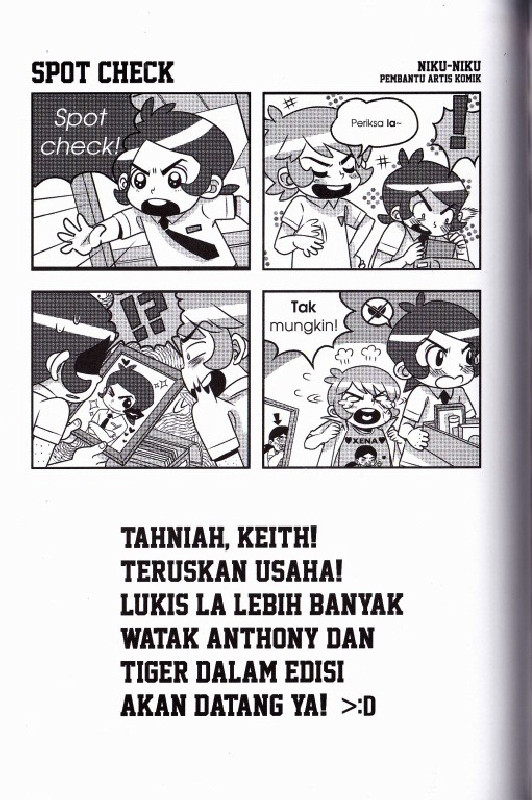 SPOT CHECK
NIKU-NIKU
PEMBANTU ARTIS KOMIK
Spot
check!
Periksa la~
!
!?
Tak
mungkin!
♥XENA♥
TAHNIAH, KEITH!
TERUSKAN USAHA!
LUKIS LA LEBIH BANYAK
WATAK ANTHONY DAN
TIGER DALAM EDISI
AKAN DATANG YA! >:D